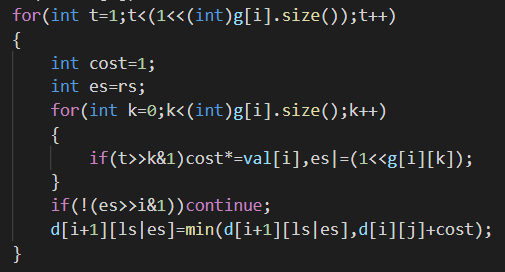 for(int t=1;t<(1<<(int)g[i].size());t++)
{
int cost=1;
int es=rs;
for(int k=0;k<(int)g[i].size();k++)
{
if(t>>k&1)cost*=val[i],es|=(1<<g[i][k]);
}
if(!(es>>i&1))continue;
d[i+1][ls|es]=min(d[i+1][ls|es],d[i][j]+cost);
}